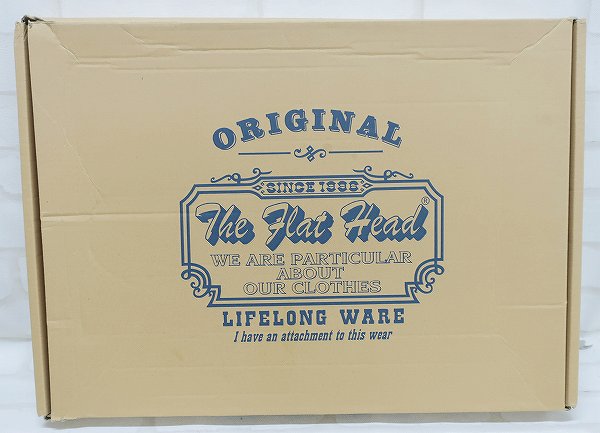 ORIGINAL
SINCE 1996
The Flat Head®
WE ARE PARTICULAR
ABOUT
OUR CLOTHES
LIFELONG WARE
I have an attachment to this wear